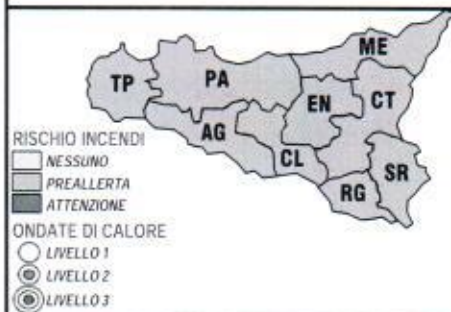 ME
TP
PA
EN
CT
AG
CL
SR
RG
RISCHIO INCENDI
NESSUNO
PREALLERTA
ATTENZIONE
ONDATE DI CALORE
LIVELLO 1
LIVELLO 2
LIVELLO 3